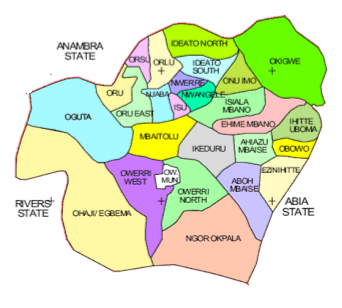 IDEATO NORTH
ANAMBRA
STATE
ORSU
ORLU
IDEATO
SOUTH
OKIGWE
NWERRE
ONU IMO
ORU
NJABA
NWANGELE
ISU
ISIALA
MBANO
OGUTA
ORU EAST
EHIME MBANO
IHITTE
UBOMA
MBAITOLU
IKEDURU
AHIAZU
MBAISE
OBOWO
OWERRI
WEST
OW.
MUN.
EZINIHITTE
ABOH
MBAISE
OWERRI
NORTH
RIVERS
STATE
OHAJI/ EGBEMA
ABIA
STATE
NGOR OKPALA